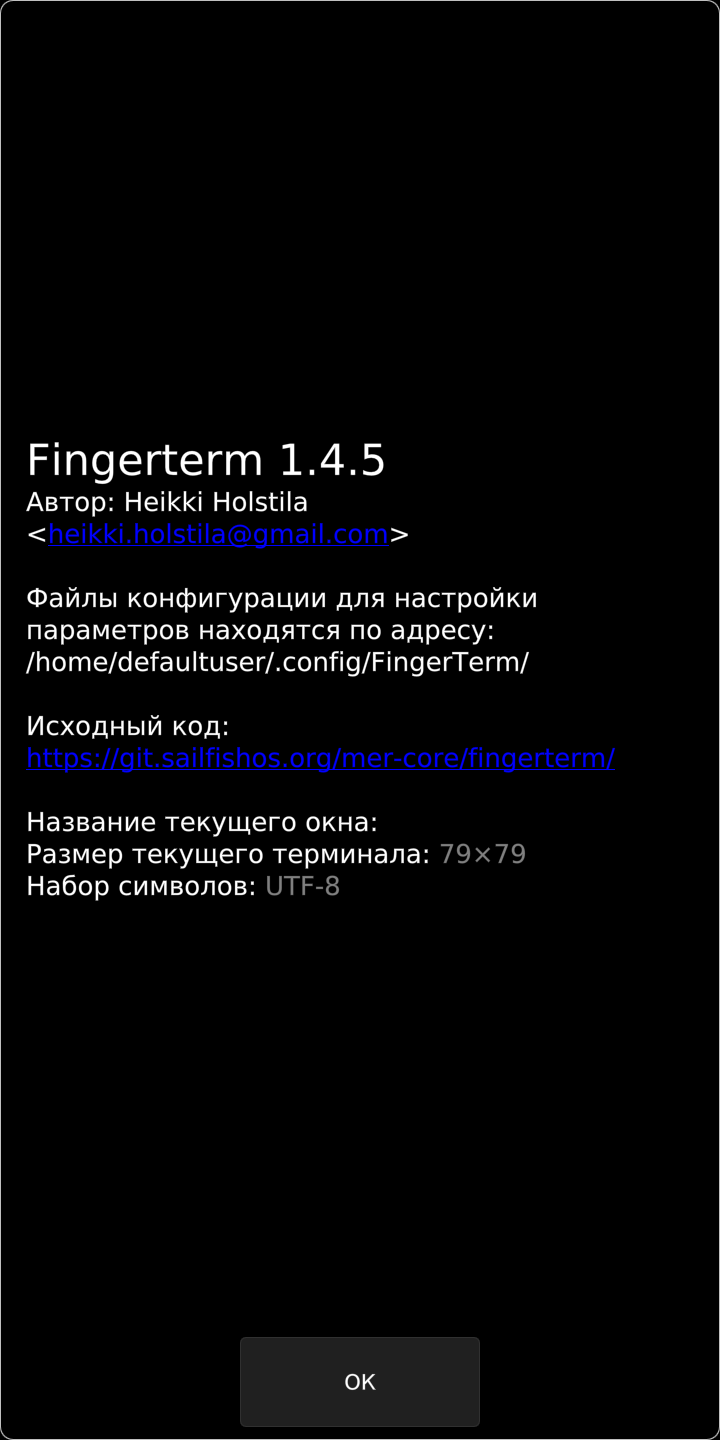 Fingerterm 1.4.5
Автор: Heikki Holstila
<heikki.holstila@gmail.com>
Файлы конфигурации для настройки
параметров находятся по адресу:
/home/defaultuser/.config/FingerTerm/
Исходный код:
https://git.sailfishos.org/mer-core/fingerterm/
Название текущего окна:
Размер текущего терминала: 79×79
Набор символов: UTF-8
ОК